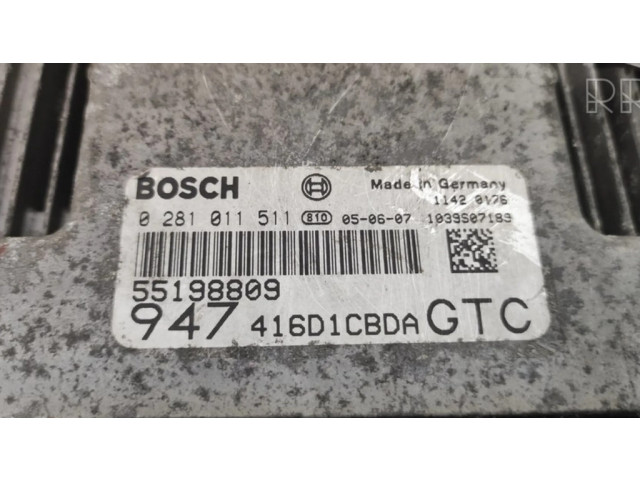 BOSCH
Made in Germany
1142 0176
0 281 011 511 810 05-06-07 1039S07189
55198809
947 416D1CBDA GTC